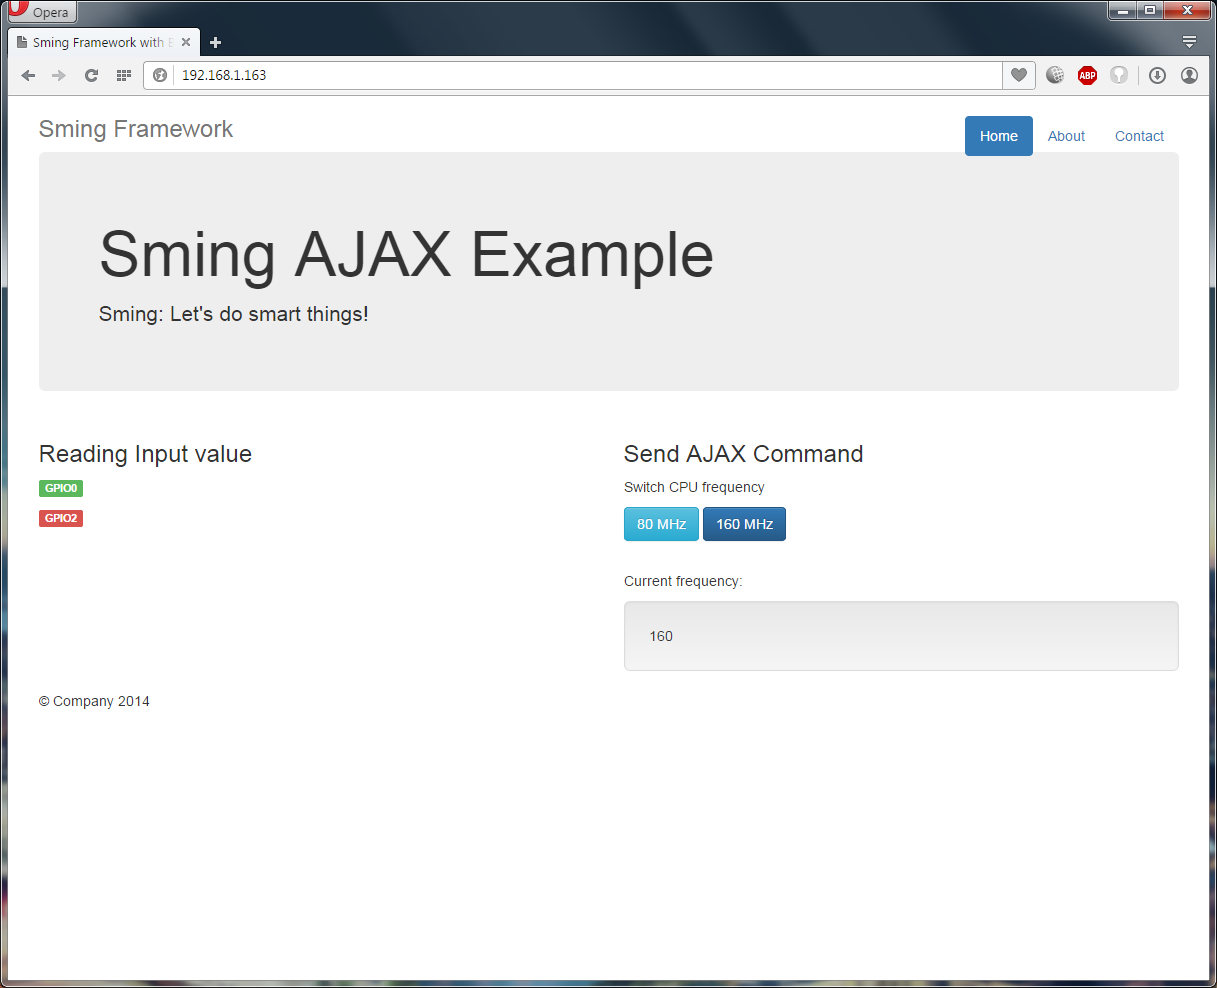 Opera
Sming Framework with
192.168.1.163
ABP
Sming Framework
Home About Contact
Sming AJAX Example
Sming: Let's do smart things!
Reading Input value
GPIO0
GPIO2
Send AJAX Command
Switch CPU frequency
80 MHz 160 MHz
Current frequency:
160
© Company 2014